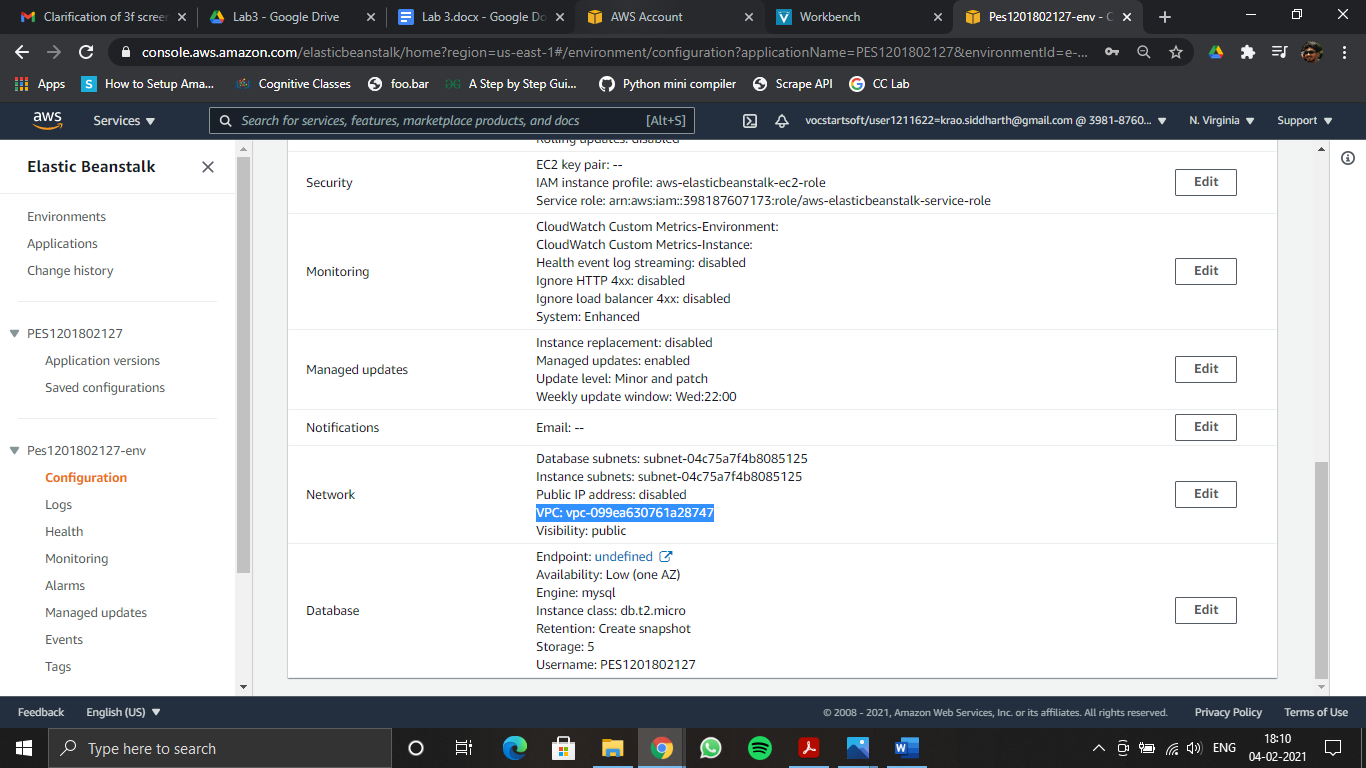 Clarification of 3f screen
Lab3 - Google Drive
Lab 3.docx - Google Do
AWS Account
Workbench
Pes1201802127-env - C
console.aws.amazon.com/elasticbeanstalk/home?region=us-east-1#/environment/configuration?applicationName=PES1201802127&environmentId=e-...
Apps
How to Setup Ama...
Cognitive Classes
foo.bar
A Step by Step Gui...
Python mini compiler
Scrape API
CC Lab
aws
Services
Search for services, features, marketplace products, and docs
[Alt+S]
vocstartsoft/user1211622=krao.siddharth@gmail.com @ 3981-8760...
N. Virginia
Support
Elastic Beanstalk
Environments
Applications
Change history
PES1201802127
Application versions
Saved configurations
Pes1201802127-env
Configuration
Logs
Health
Monitoring
Alarms
Managed updates
Events
Tags
Rolling updates: disabled
Security
EC2 key pair: --
IAM instance profile: aws-elasticbeanstalk-ec2-role
Service role: arn:aws:iam::398187607173:role/aws-elasticbeanstalk-service-role
Edit
Monitoring
CloudWatch Custom Metrics-Environment:
CloudWatch Custom Metrics-Instance:
Health event log streaming: disabled
Ignore HTTP 4xx: disabled
Ignore load balancer 4xx: disabled
System: Enhanced
Edit
Managed updates
Instance replacement: disabled
Managed updates: enabled
Update level: Minor and patch
Weekly update window: Wed:22:00
Edit
Notifications
Email: --
Edit
Network
Database subnets: subnet-04c75a7f4b8085125
Instance subnets: subnet-04c75a7f4b8085125
Public IP address: disabled
VPC: vpc-099ea630761a28747
Visibility: public
Edit
Database
Endpoint: undefined
Availability: Low (one AZ)
Engine: mysql
Instance class: db.t2.micro
Retention: Create snapshot
Storage: 5
Username: PES1201802127
Edit
Feedback
English (US)
© 2008 - 2021, Amazon Web Services, Inc. or its affiliates. All rights reserved.
Privacy Policy
Terms of Use
Type here to search
ENG
18:10
04-02-2021